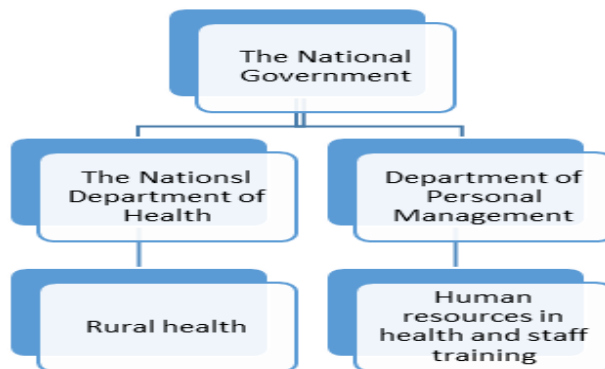 The National
Government
The Nationsl
Department of
Health
Department of
Personal
Management
Rural health
Human
resources in
health and staff
training